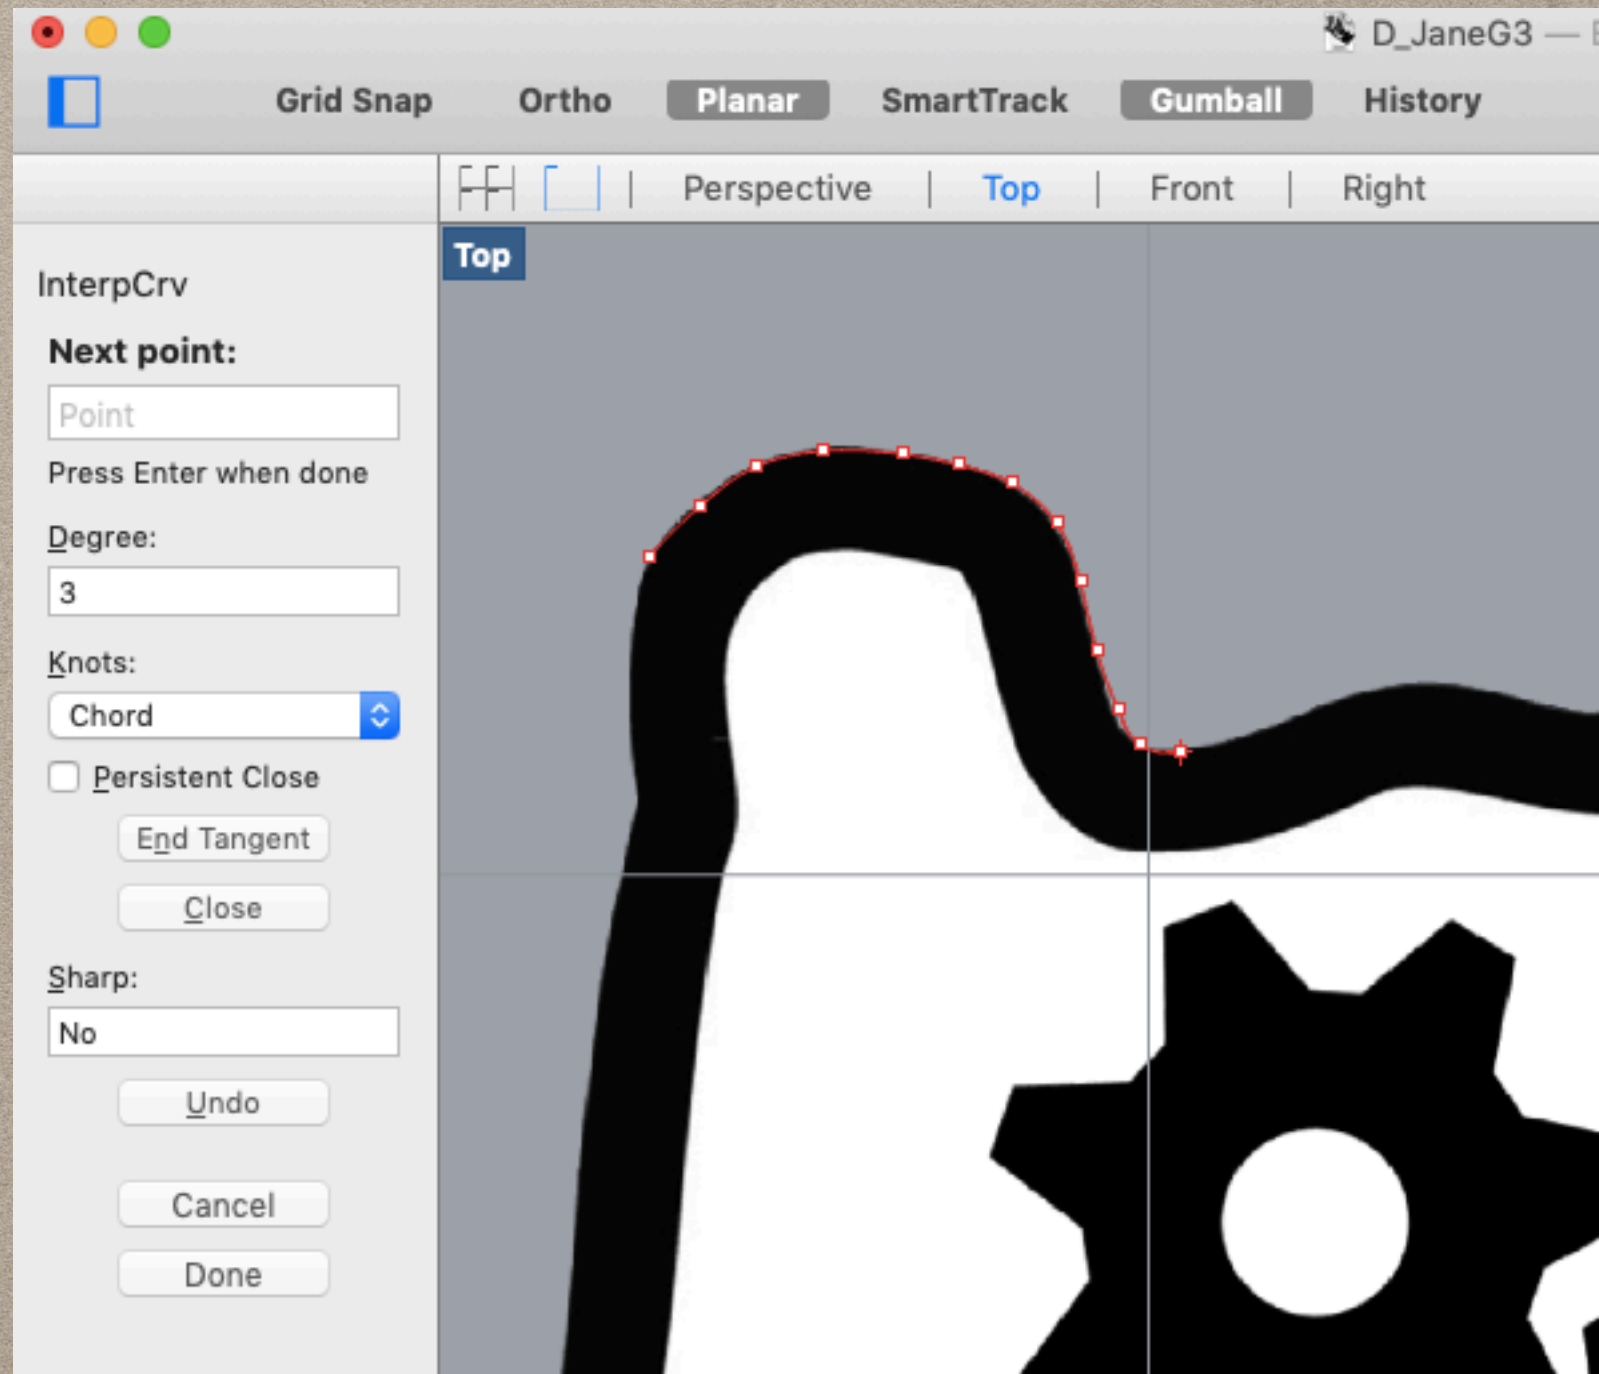 D_JaneG3 —
Grid Snap Ortho Planar SmartTrack Gumball History
Perspective | Top | Front | Right
Top
InterpCrv
Next point:
Point
Press Enter when done
Degree:
3
Knots:
Chord
Persistent Close
End Tangent
Close
Sharp:
No
Undo
Cancel
Done